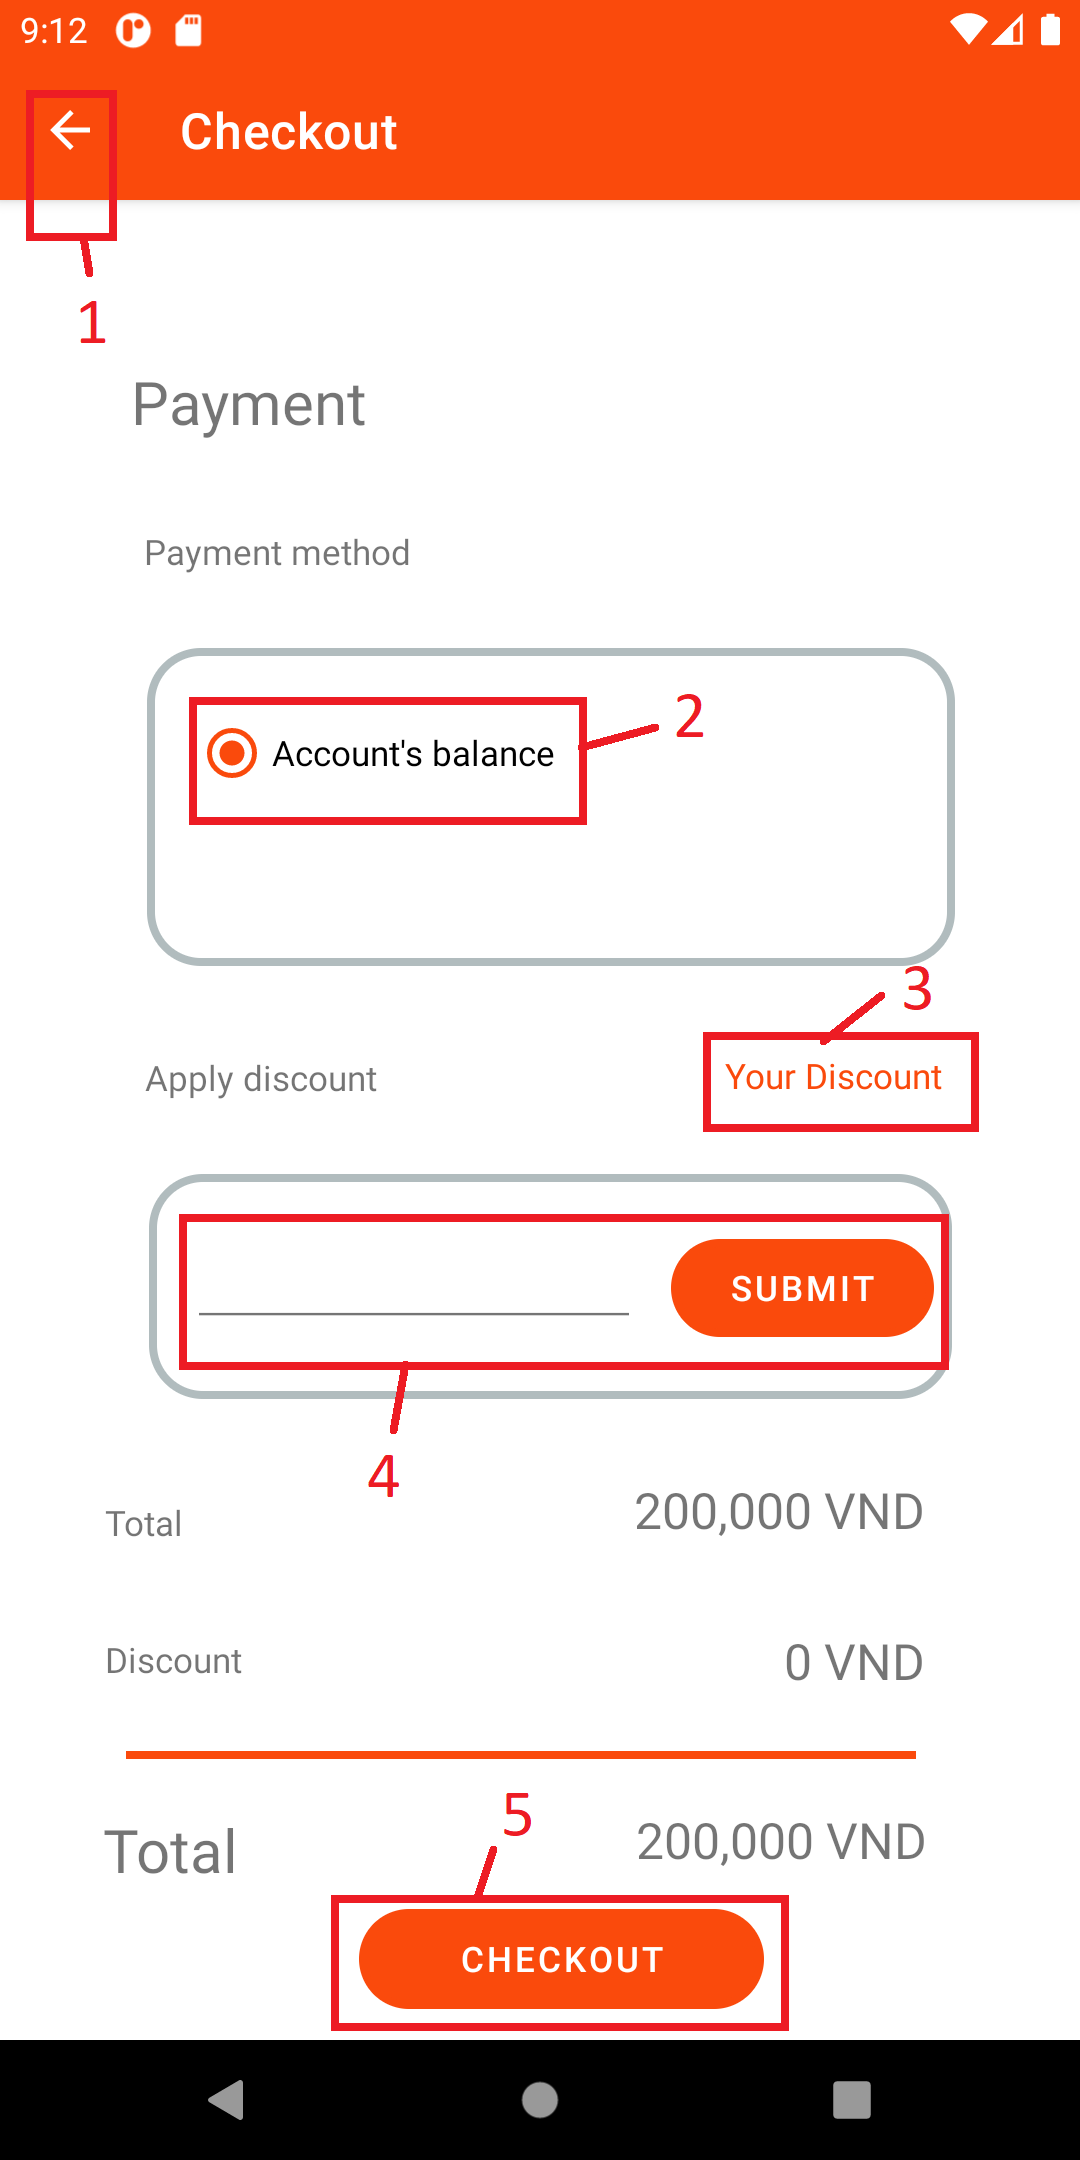 9:12
Checkout
1
Payment
Payment method
2
Account's balance
3
Apply discount
Your Discount
SUBMIT
4
Total
200,000 VND
Discount
0 VND
5
Total
200,000 VND
CHECKOUT